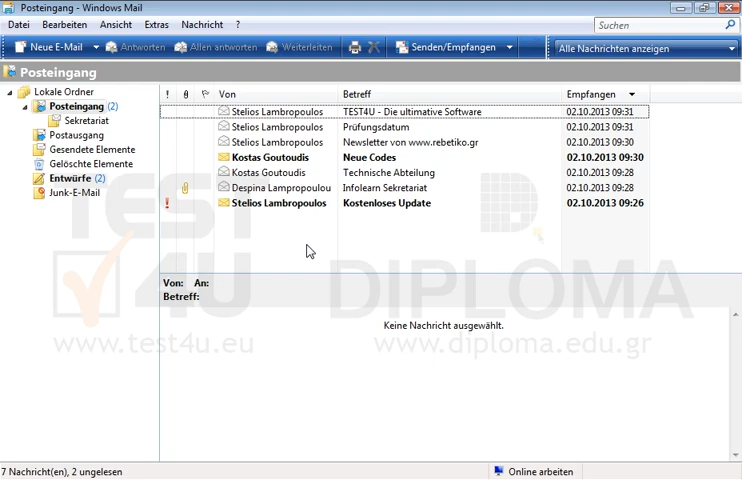 Posteingang - Windows Mail
Datei Bearbeiten Ansicht Extras Nachricht ?
Suchen
Neue E-Mail Antworten Allen antworten Weiterleiten Senden/Empfangen Alle Nachrichten anzeigen
Posteingang
Lokale Ordner
Posteingang (2)
Sekretariat
Postausgang
Gesendete Elemente
Gelöschte Elemente
Entwürfe (2)
Junk-E-Mail
! Von Betreff Empfangen
Stelios Lambropoulos TEST4U - Die ultimative Software 02.10.2013 09:31
Stelios Lambropoulos Prüfungsdatum 02.10.2013 09:31
Stelios Lambropoulos Newsletter von www.rebetiko.gr 02.10.2013 09:30
Kostas Goutoudis Neue Codes 02.10.2013 09:30
Kostas Goutoudis Technische Abteilung 02.10.2013 09:28
Despina Lampropoulou Infolearn Sekretariat 02.10.2013 09:28
! Stelios Lambropoulos Kostenloses Update 02.10.2013 09:26
Von: An:
Betreff:
Keine Nachricht ausgewählt.
TEST
4U
www.test4u.eu
D
DIPLOMA
www.diploma.edu.gr
7 Nachricht(en), 2 ungelesen
Online arbeiten